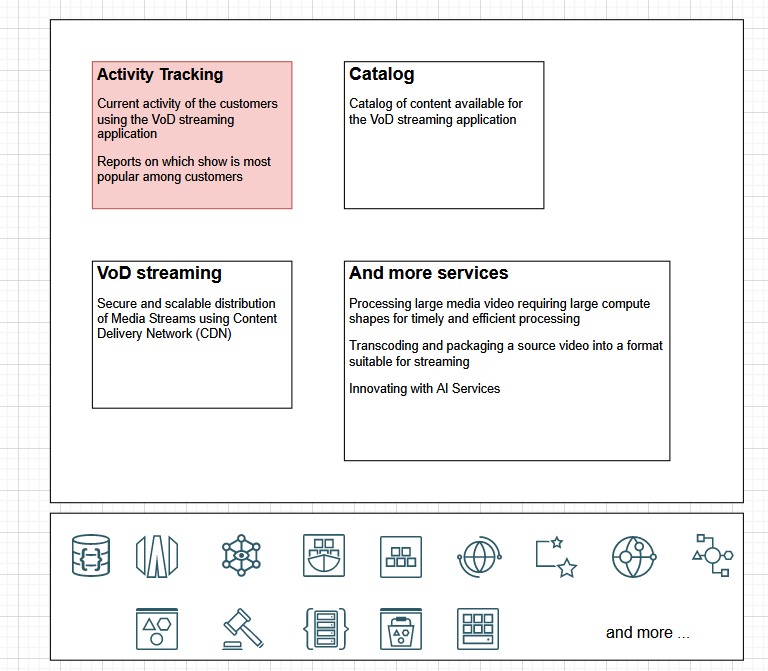 Activity Tracking
Current activity of the customers
using the VoD streaming
application
Reports on which show is most
popular among customers
Catalog
Catalog of content available for
the VoD streaming application
VoD streaming
Secure and scalable distribution
of Media Streams using Content
Delivery Network (CDN)
And more services
Processing large media video requiring large compute
shapes for timely and efficient processing
Transcoding and packaging a source video into a format
suitable for streaming
Innovating with AI Services
and more ...